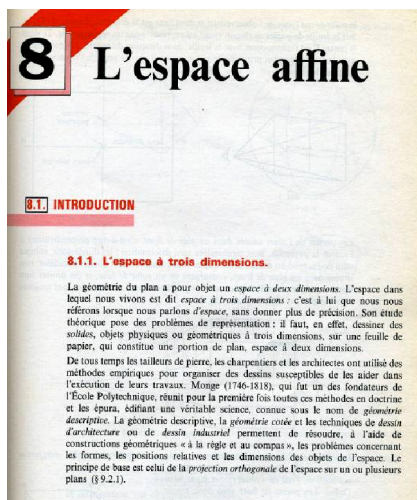 8 L'espace affine
8.1. INTRODUCTION
8.1.1. L'espace à trois dimensions.
La géométrie du plan a pour objet un espace à deux dimensions. L'espace dans
lequel nous vivons est dit espace à trois dimensions : c'est à lui que nous nous
référons lorsque nous parlons d'espace, sans donner plus de précision. Son étude
théorique pose des problèmes de représentation : il faut, en effet, dessiner des
solides, objets physiques ou géométriques à trois dimensions, sur une feuille de
papier, qui constitue une portion de plan, espace à deux dimensions.
De tous temps les tailleurs de pierre, les charpentiers et les architectes ont utilisé des
méthodes empiriques pour organiser des dessins susceptibles de les aider dans
l'exécution de leurs travaux. Monge (1746-1818), qui fut un des fondateurs de
l'École Polytechnique, réunit pour la première fois toutes ces méthodes en doctrine
et les épura, édifiant une véritable science, connue sous le nom de géométrie
descriptive. La géométrie descriptive, la géométrie cotée et les techniques de dessin
d'architecture ou de dessin industriel permettent de résoudre, à l'aide de
constructions géométriques « à la règle et au compas », les problèmes concernant
les formes, les positions relatives et les dimensions des objets de l'espace. Le
principe de base est celui de la projection orthogonale de l'espace sur un ou plusieurs
plans (§ 9.2.1).